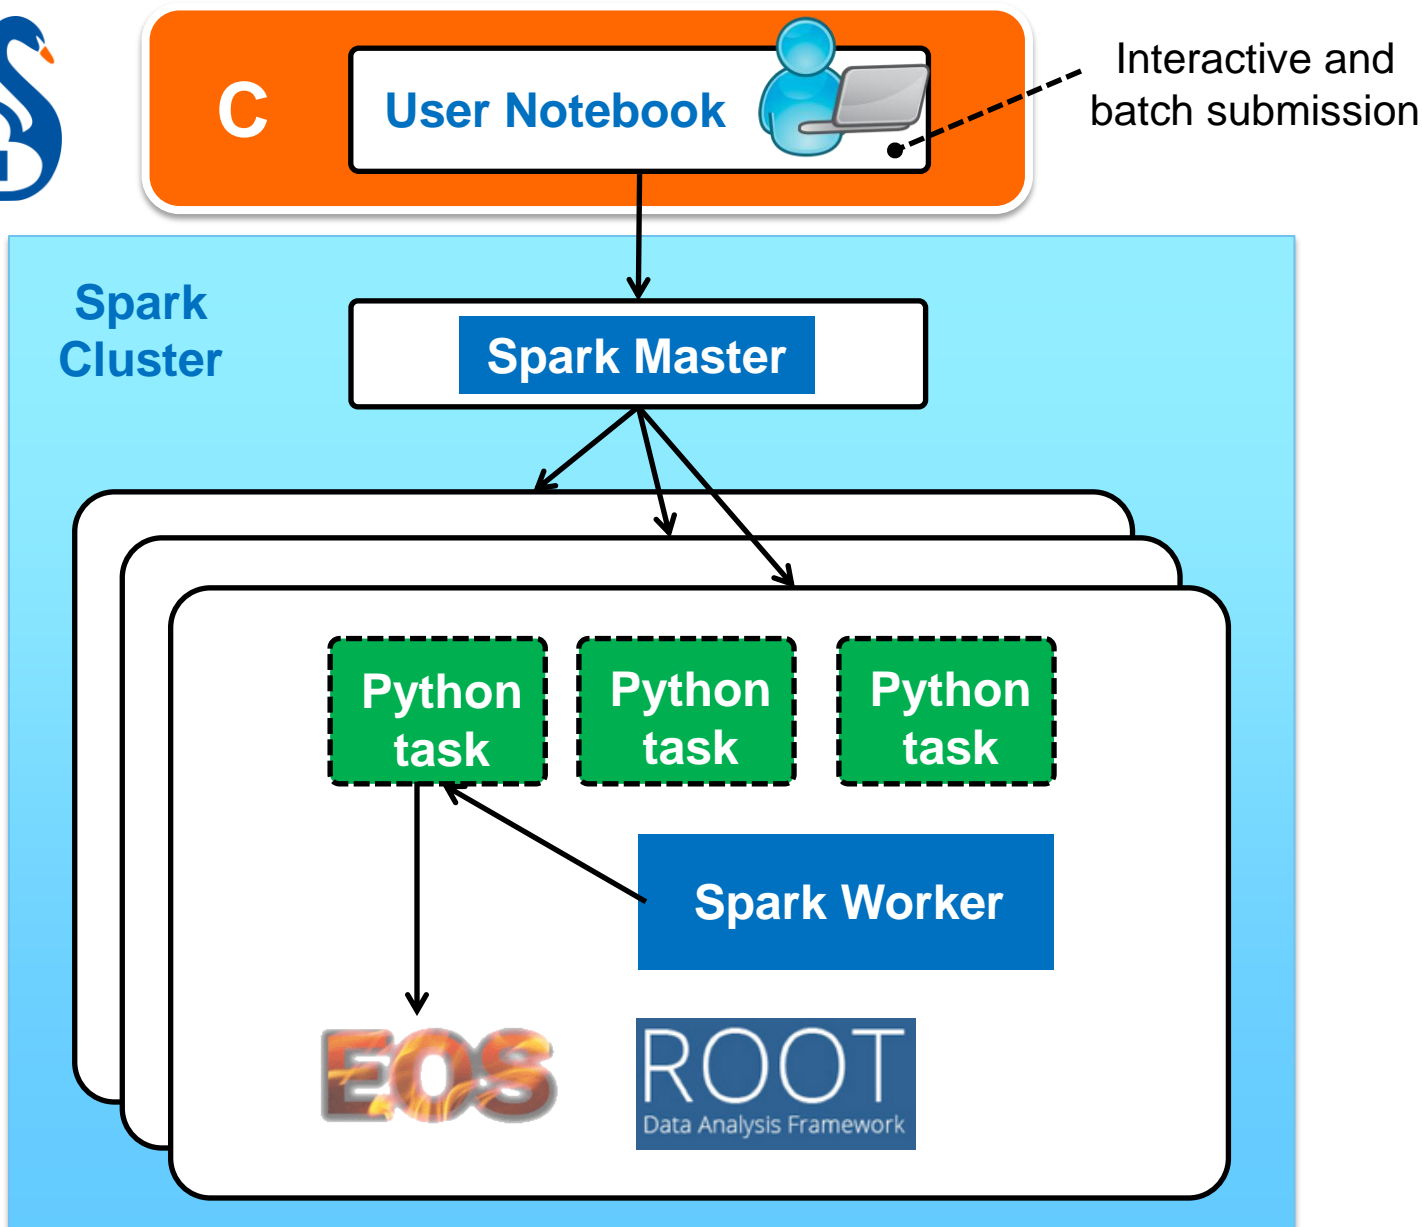 C
User Notebook
Interactive and
batch submission
Spark
Cluster
Spark Master
Python
task
Python
task
Python
task
Spark Worker
EOS
ROOT
Data Analysis Framework